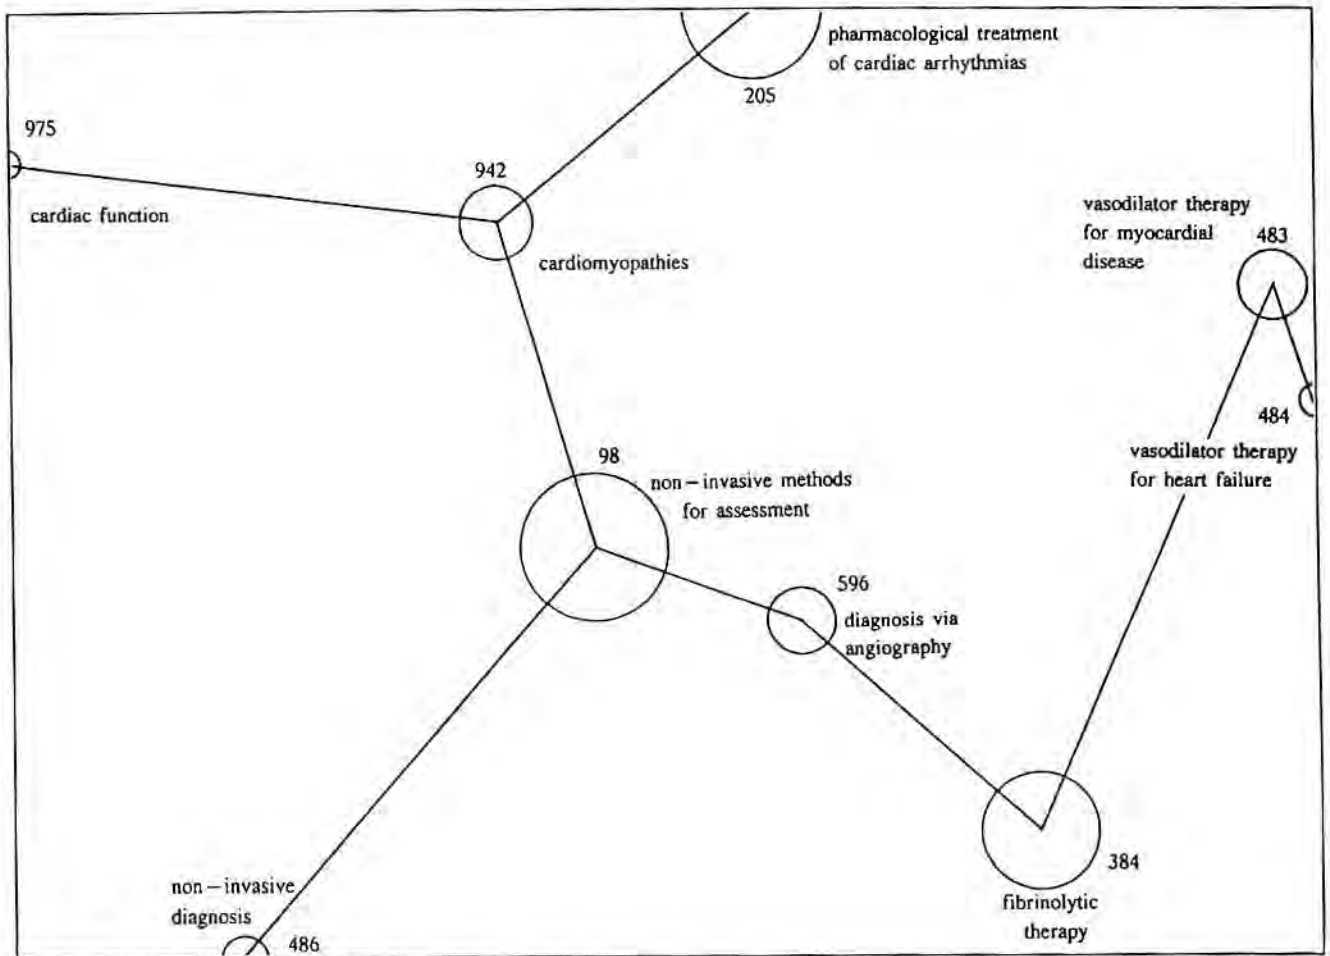 pharmacological treatment
of cardiac arrhythmias
205
975
cardiac function
942
cardiomyopathies
vasodilator therapy
for myocardial
disease
483
484
vasodilator therapy
for heart failure
98
non-invasive methods
for assessment
596
diagnosis via
angiography
384
fibrinolytic
therapy
non-invasive
diagnosis
486